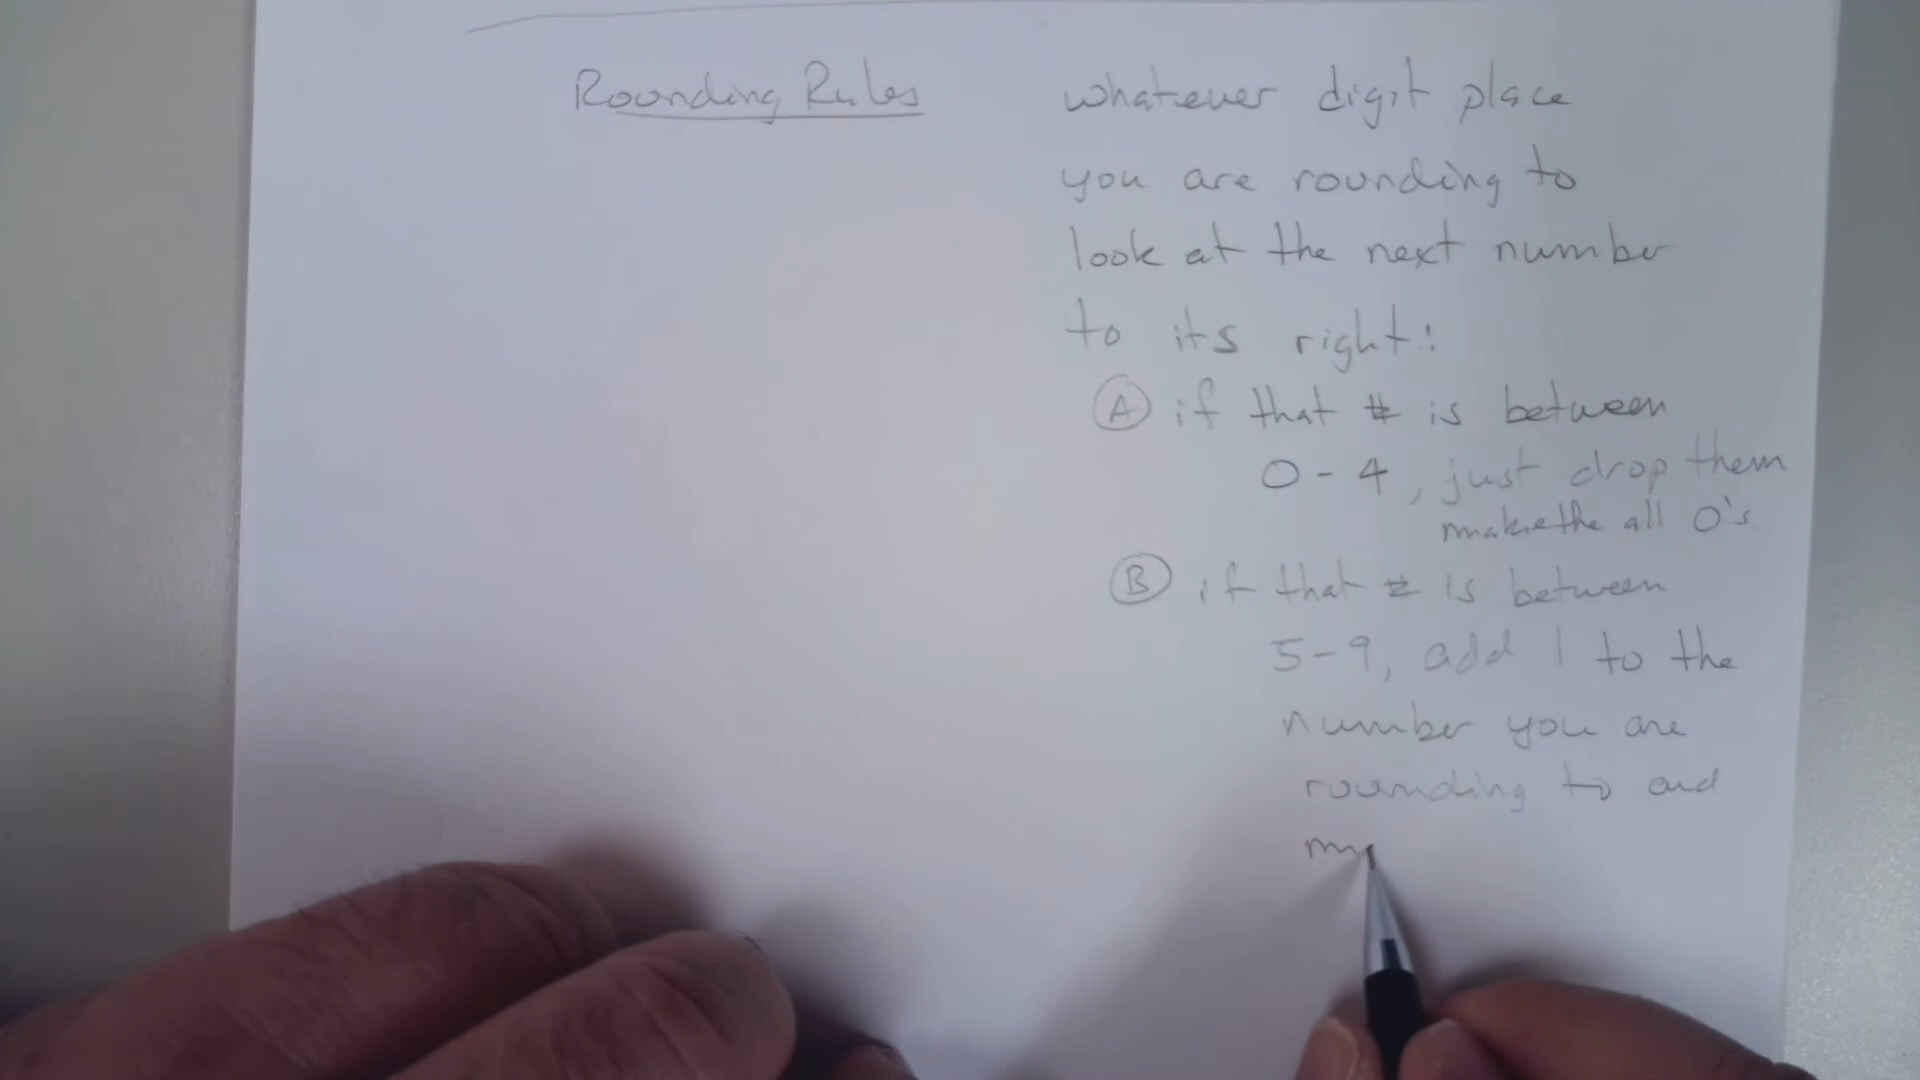 Rounding Rules
whatever digit place
you are rounding to
look at the next number
to its right:
A if that # is between
0-4, just drop them
makethe all 0's
B if that # is between
5-9, add 1 to the
number you are
rounding to and